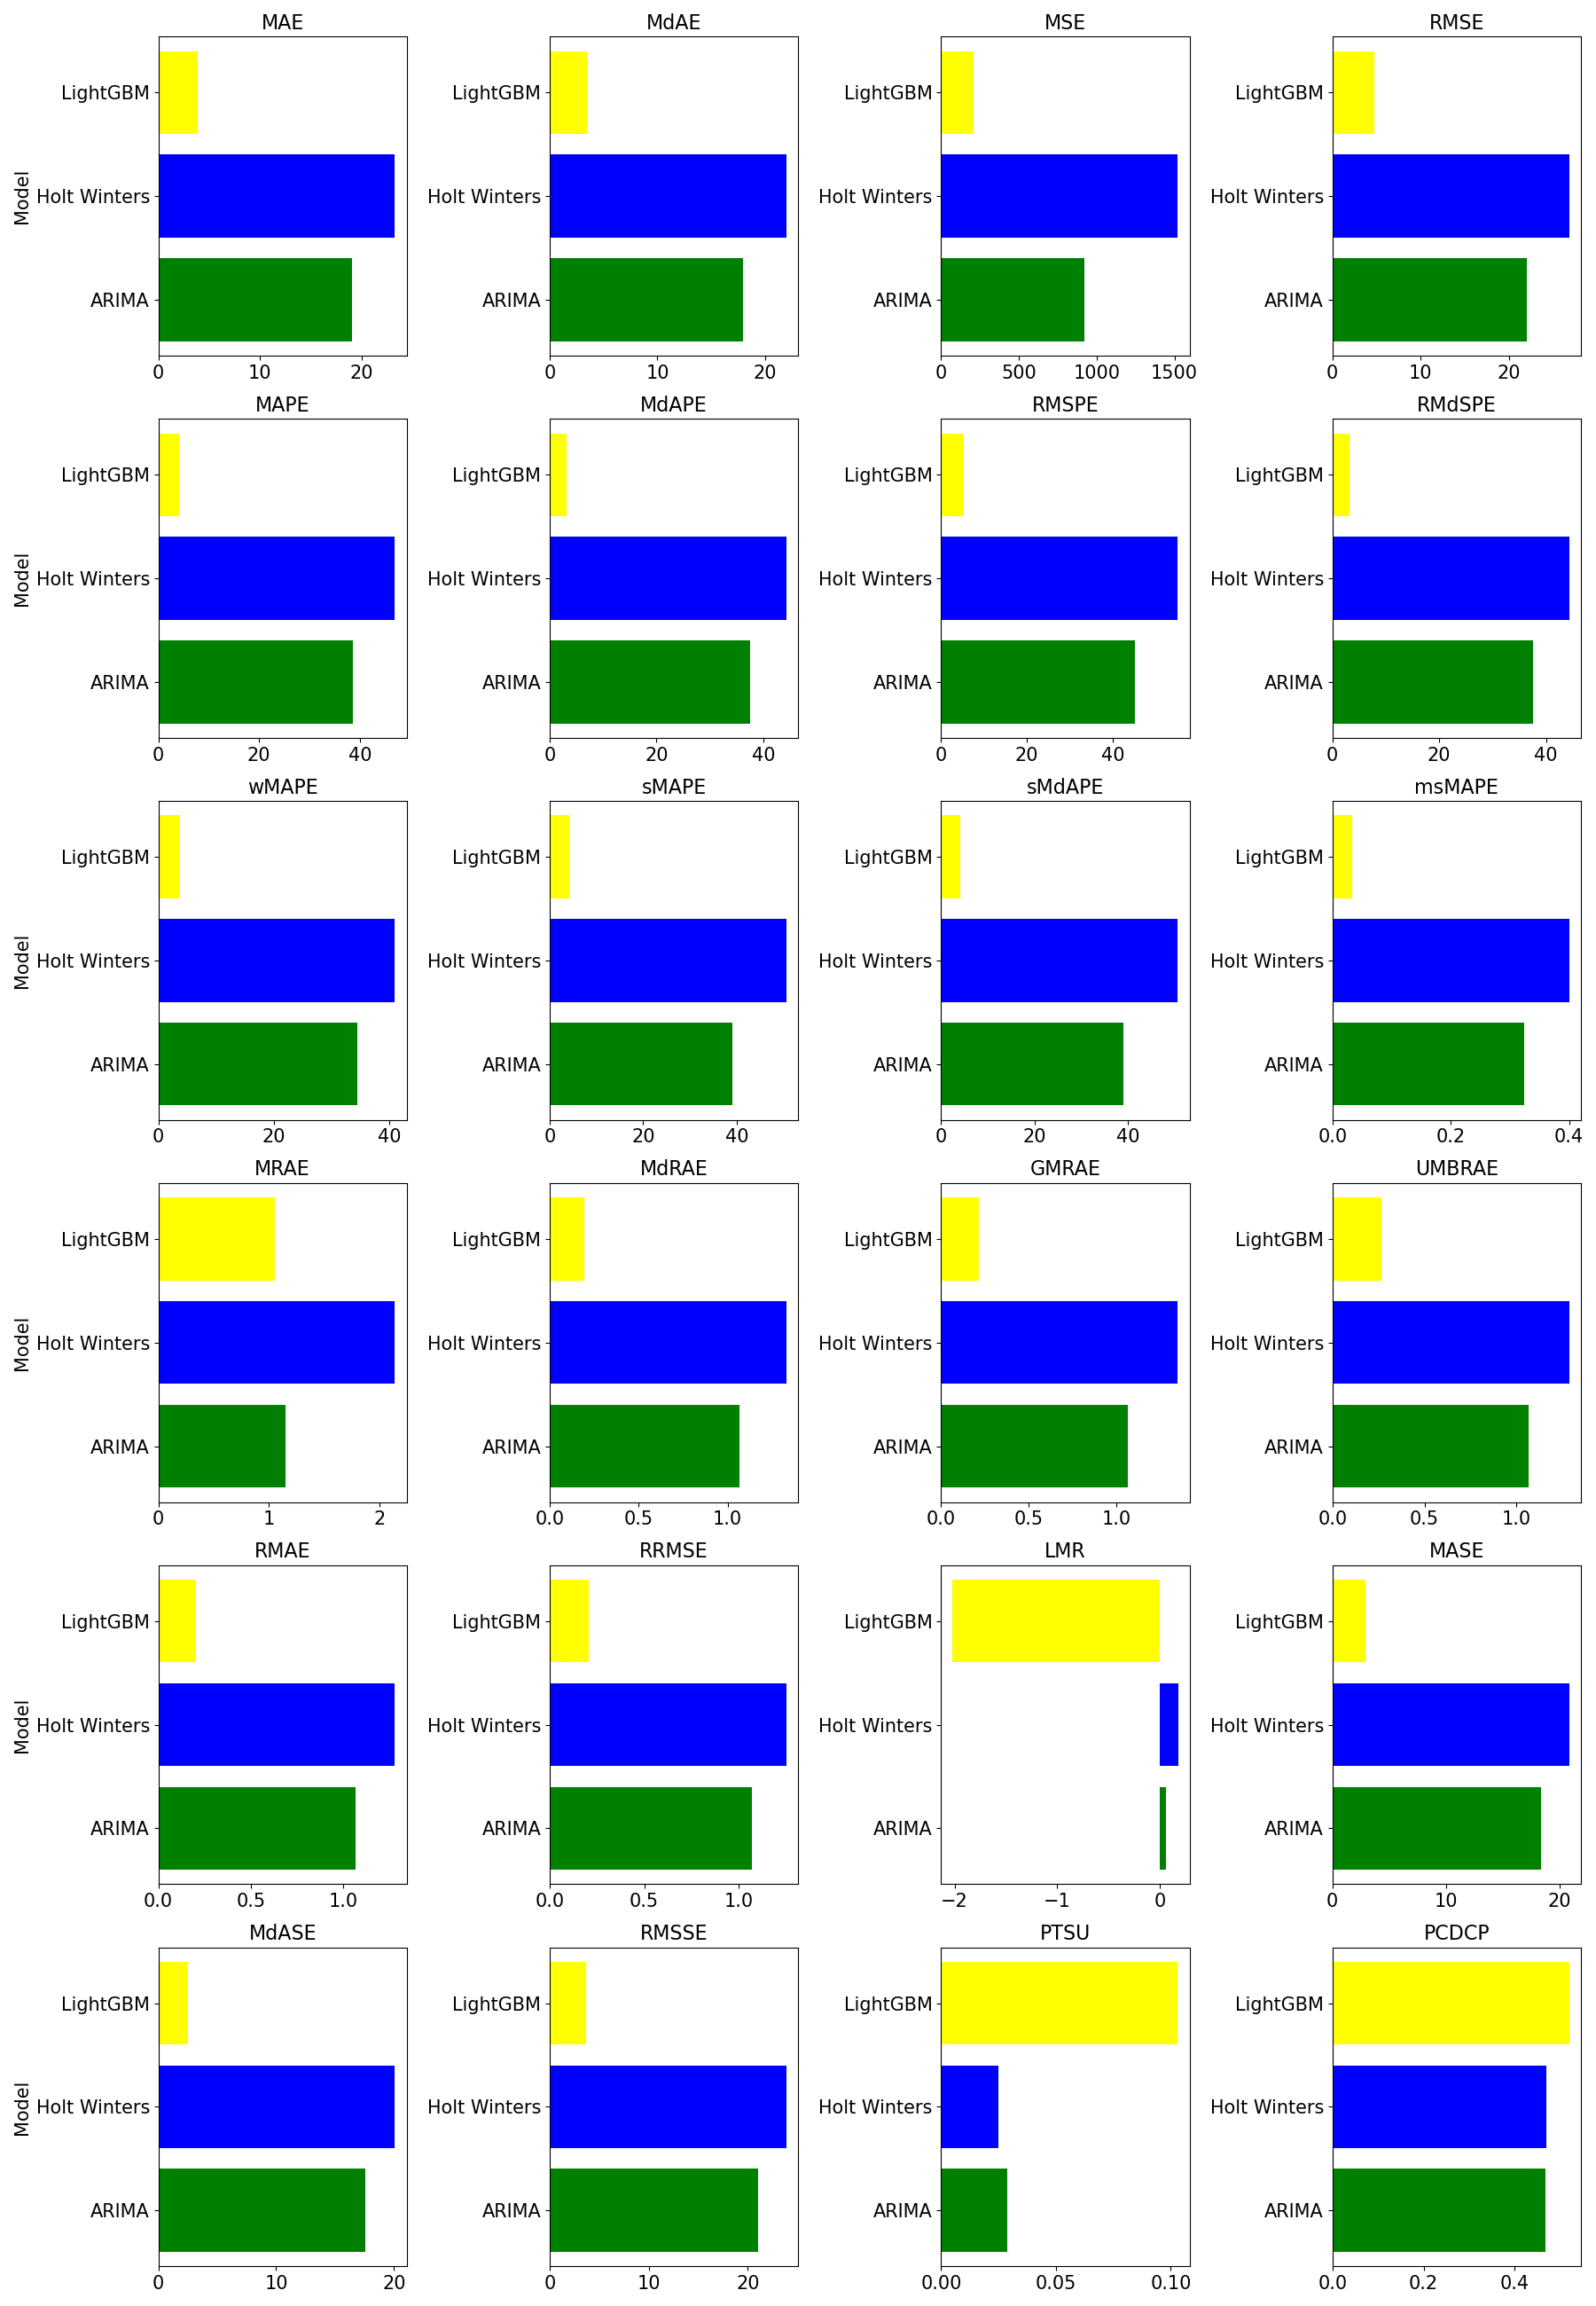 MAE MdAE MSE RMSE
LightGBM LightGBM LightGBM LightGBM
Model Holt Winters Holt Winters Holt Winters Holt Winters
ARIMA ARIMA ARIMA ARIMA
0 10 20 0 10 20 0 500 1000 1500 0 10 20
MAPE MdAPE RMSPE RMdSPE
LightGBM LightGBM LightGBM LightGBM
Model Holt Winters Holt Winters Holt Winters Holt Winters
ARIMA ARIMA ARIMA ARIMA
0 20 40 0 20 40 0 20 40 0 20 40
wMAPE sMAPE sMdAPE msMAPE
LightGBM LightGBM LightGBM LightGBM
Model Holt Winters Holt Winters Holt Winters Holt Winters
ARIMA ARIMA ARIMA ARIMA
0 20 40 0 20 40 0 20 40 0.0 0.2 0.4
MRAE MdRAE GMRAE UMBRAE
LightGBM LightGBM LightGBM LightGBM
Model Holt Winters Holt Winters Holt Winters Holt Winters
ARIMA ARIMA ARIMA ARIMA
0 1 2 0.0 0.5 1.0 0.0 0.5 1.0 0.0 0.5 1.0
RMAE RRMSE LMR MASE
LightGBM LightGBM LightGBM LightGBM
Model Holt Winters Holt Winters Holt Winters Holt Winters
ARIMA ARIMA ARIMA ARIMA
0.0 0.5 1.0 0.0 0.5 1.0 −2 −1 0 0 10 20
MdASE RMSSE PTSU PCDCP
LightGBM LightGBM LightGBM LightGBM
Model Holt Winters Holt Winters Holt Winters Holt Winters
ARIMA ARIMA ARIMA ARIMA
0 10 20 0 10 20 0.00 0.05 0.10 0.0 0.2 0.4